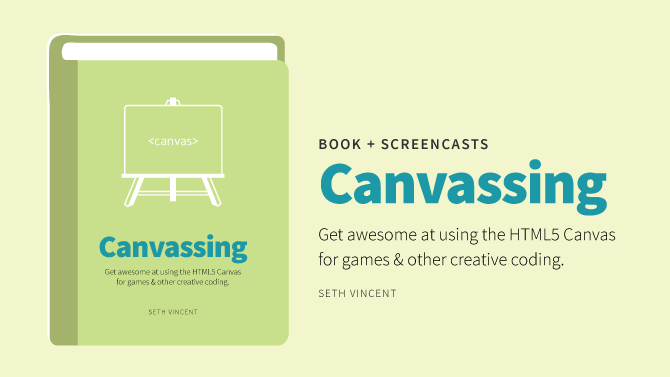 <canvas>
Canvassing
Get awesome at using the HTML5 Canvas
for games & other creative coding.
SETH VINCENT
BOOK + SCREENCASTS
Canvassing
Get awesome at using the HTML5 Canvas
for games & other creative coding.
SETH VINCENT